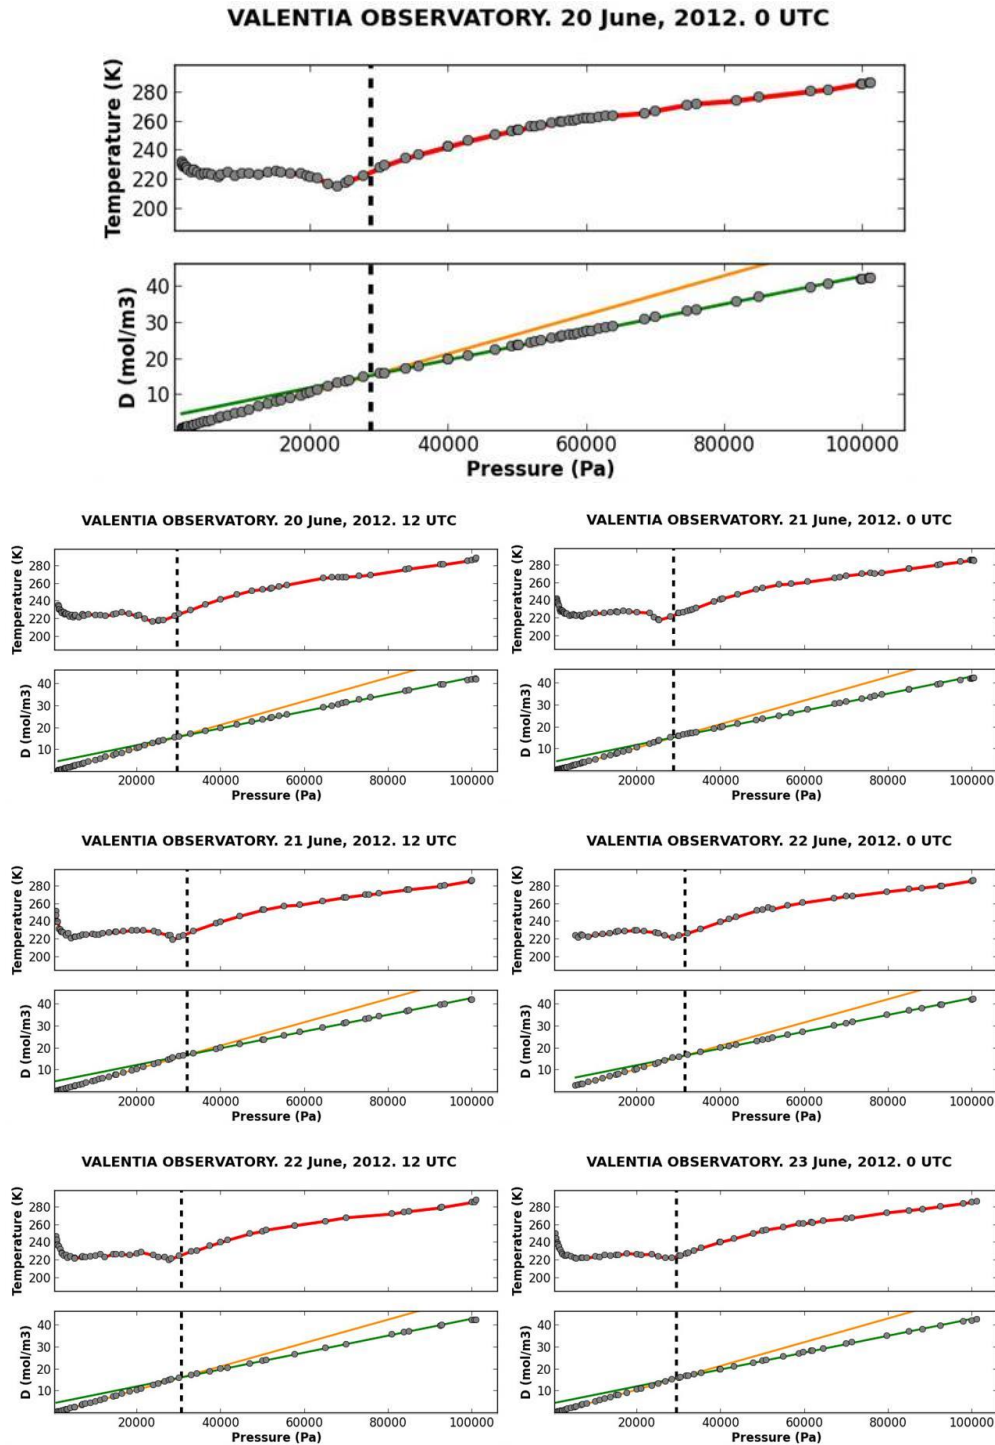 VALENTIA OBSERVATORY. 20 June, 2012. 0 UTC
Temperature (K)
280
260
240
220
200
D (mol/m3)
40
30
20
10
20000 40000 60000 80000 100000
Pressure (Pa)
VALENTIA OBSERVATORY. 20 June, 2012. 12 UTC
Temperature (K)
280
260
240
220
200
D (mol/m3)
40
30
20
10
20000 40000 60000 80000 100000
Pressure (Pa)
VALENTIA OBSERVATORY. 21 June, 2012. 0 UTC
Temperature (K)
280
260
240
220
200
D (mol/m3)
40
30
20
10
20000 40000 60000 80000 100000
Pressure (Pa)
VALENTIA OBSERVATORY. 21 June, 2012. 12 UTC
Temperature (K)
280
260
240
220
200
D (mol/m3)
40
30
20
10
20000 40000 60000 80000 100000
Pressure (Pa)
VALENTIA OBSERVATORY. 22 June, 2012. 0 UTC
Temperature (K)
280
260
240
220
200
D (mol/m3)
40
30
20
10
20000 40000 60000 80000 100000
Pressure (Pa)
VALENTIA OBSERVATORY. 22 June, 2012. 12 UTC
Temperature (K)
280
260
240
220
200
D (mol/m3)
40
30
20
10
20000 40000 60000 80000 100000
Pressure (Pa)
VALENTIA OBSERVATORY. 23 June, 2012. 0 UTC
Temperature (K)
280
260
240
220
200
D (mol/m3)
40
30
20
10
20000 40000 60000 80000 100000
Pressure (Pa)